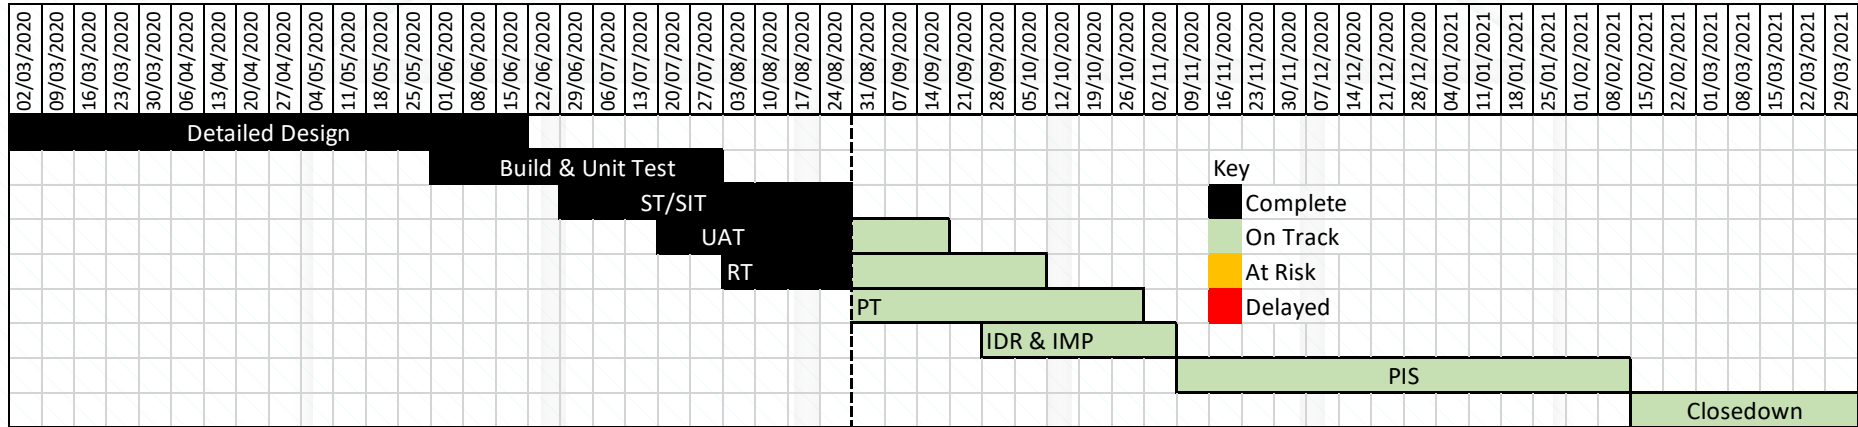 02/03/2020 09/03/2020 16/03/2020 23/03/2020 30/03/2020 06/04/2020 13/04/2020 20/04/2020 27/04/2020 04/05/2020 11/05/2020 18/05/2020 25/05/2020 01/06/2020 08/06/2020 15/06/2020 22/06/2020 29/06/2020 06/07/2020 13/07/2020 20/07/2020 27/07/2020 03/08/2020 10/08/2020 17/08/2020 24/08/2020 31/08/2020 07/09/2020 14/09/2020 21/09/2020 28/09/2020 05/10/2020 12/10/2020 19/10/2020 26/10/2020 02/11/2020 09/11/2020 16/11/2020 23/11/2020 30/11/2020 07/12/2020 14/12/2020 21/12/2020 28/12/2020 04/01/2021 11/01/2021 18/01/2021 25/01/2021 01/02/2021 08/02/2021 15/02/2021 22/02/2021 01/03/2021 08/03/2021 15/03/2021 22/03/2021 29/03/2021
Detailed Design
Build & Unit Test
ST/SIT
UAT
RT
PT
IDR & IMP
PIS
Closedown
Key
Complete
On Track
At Risk
Delayed